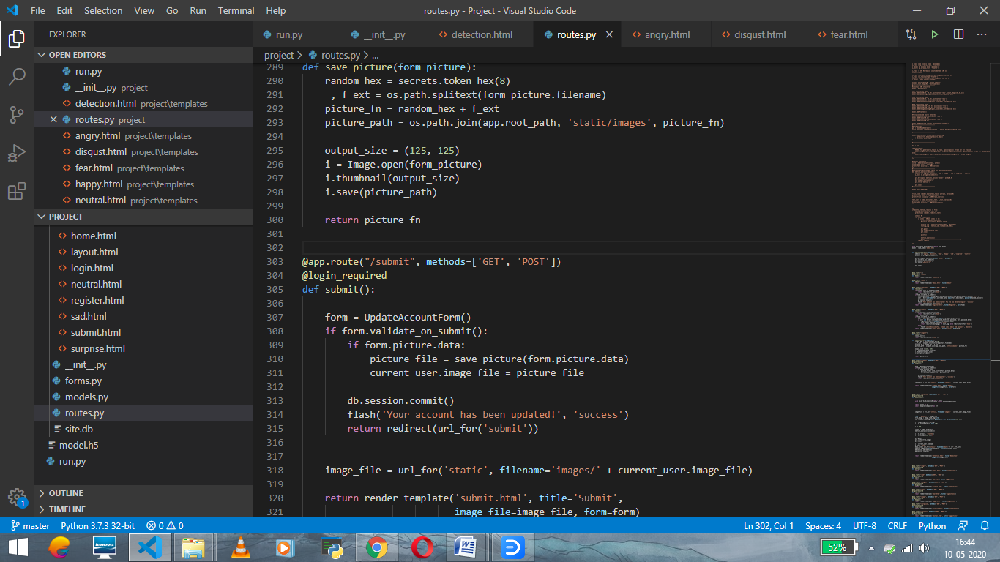 File Edit Selection View Go Run Terminal Help
routes.py - Project - Visual Studio Code
EXPLORER
OPEN EDITORS
run.py
__init__.py project
detection.html project\templates
routes.py project
angry.html project\templates
disgust.html project\templates
fear.html project\templates
happy.html project\templates
neutral.html project\templates
PROJECT
home.html
layout.html
login.html
neutral.html
register.html
sad.html
submit.html
surprise.html
__init__.py
forms.py
models.py
routes.py
site.db
model.h5
run.py
OUTLINE
TIMELINE
1
run.py __init__.py detection.html routes.py angry.html disgust.html fear.html
project > routes.py > ...
289 def save_picture(form_picture):
290 random_hex = secrets.token_hex(8)
291 _, f_ext = os.path.splitext(form_picture.filename)
292 picture_fn = random_hex + f_ext
293 picture_path = os.path.join(app.root_path, 'static/images', picture_fn)
294
295 output_size = (125, 125)
296 i = Image.open(form_picture)
297 i.thumbnail(output_size)
298 i.save(picture_path)
299
300 return picture_fn
301
302
303 @app.route("/submit", methods=['GET', 'POST'])
304 @login_required
305 def submit():
306
307 form = UpdateAccountForm()
308 if form.validate_on_submit():
309 if form.picture.data:
310 picture_file = save_picture(form.picture.data)
311 current_user.image_file = picture_file
312
313 db.session.commit()
314 flash('Your account has been updated!', 'success')
315 return redirect(url_for('submit'))
316
317
318 image_file = url_for('static', filename='images/' + current_user.image_file)
319
320 return render_template('submit.html', title='Submit',
321 image_file=image_file, form=form)
master Python 3.7.3 32-bit 0 0 Ln 302, Col 1 Spaces: 4 UTF-8 CRLF Python
lenovo
52%
16:44
10-05-2020